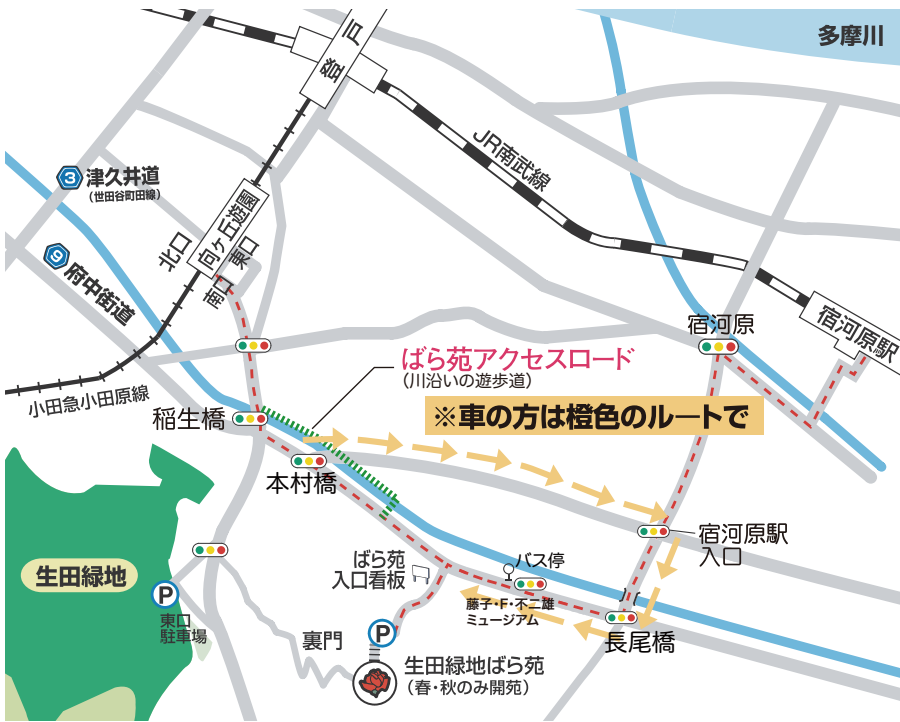 多摩川
登戸
JR南武線
3
津久井道
(世田谷町田線)
向ヶ丘遊園
北口
東口
南口
9
府中街道
小田急小田原線
宿河原
宿河原駅
ばら苑アクセスロード
(川沿いの遊歩道)
※車の方は橙色のルートで
稲生橋
本村橋
宿河原駅
入口
ばら苑
入口看板
バス停
藤子・F・不二雄
ミュージアム
長尾橋
生田緑地
P
東口
駐車場
裏門
P
生田緑地ばら苑
(春・秋のみ開苑)